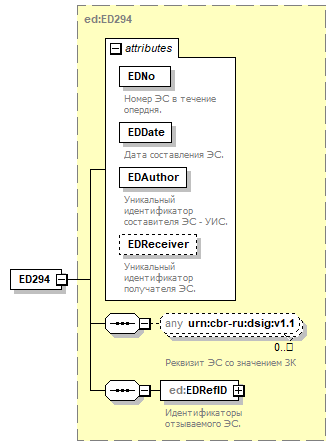 ed:ED294
attributes
EDNo
Номер ЭС в течение
опердня.
EDDate
Дата составления ЭС.
EDAuthor
Уникальный
идентификатор
составителя ЭС - УИС.
EDReceiver
Уникальный
идентификатор
получателя ЭС.
ED294
any urn:cbr-ru:dsig:v1.1
0..□
Реквизит ЭС со значением ЗК
ed:EDRefID
Идентификаторы
отзываемого ЭС.